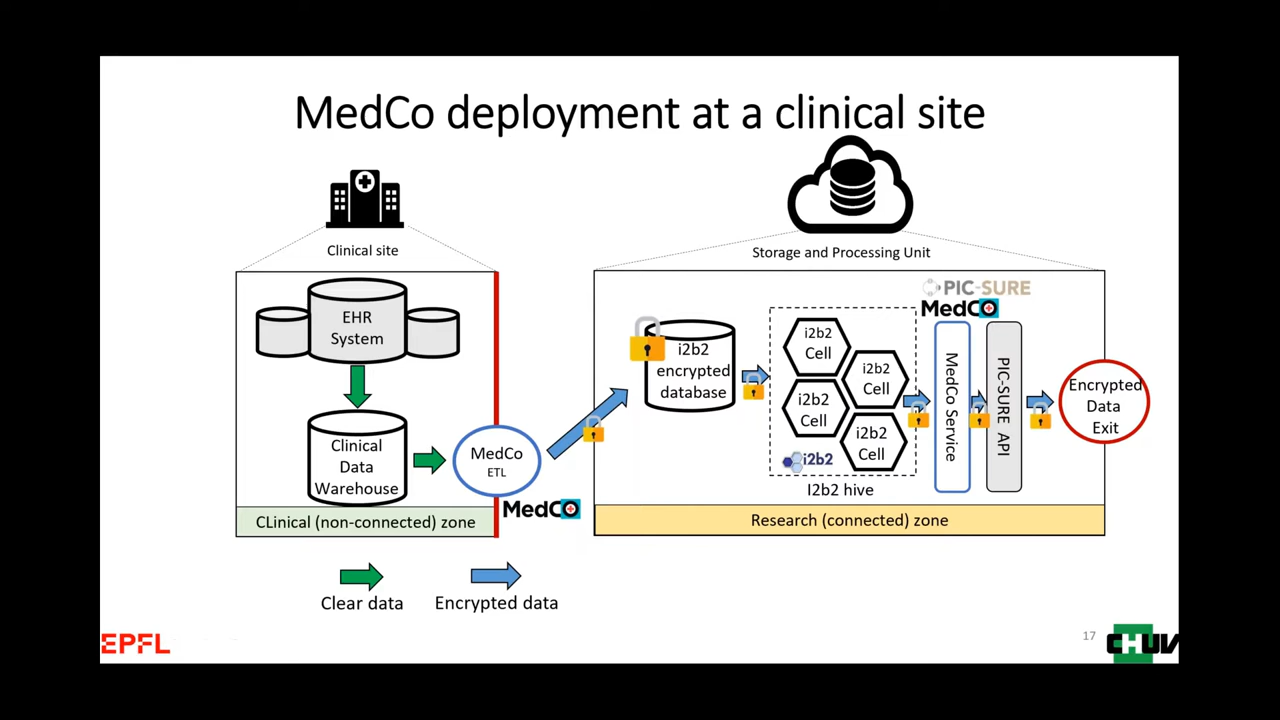 MedCo deployment at a clinical site
Clinical site
Storage and Processing Unit
EHR
System
Clinical
Data
Warehouse
MedCo
ETL
MedCo
CLinical (non-connected) zone
i2b2
encrypted
database
i2b2
Cell
i2b2
Cell
i2b2
Cell
i2b2
Cell
i2b2
I2b2 hive
PIC-SURE
MedCo
MedCo Service
PIC-SURE API
Encrypted
Data
Exit
Research (connected) zone
Clear data
Encrypted data
EPFL
17
CHUV